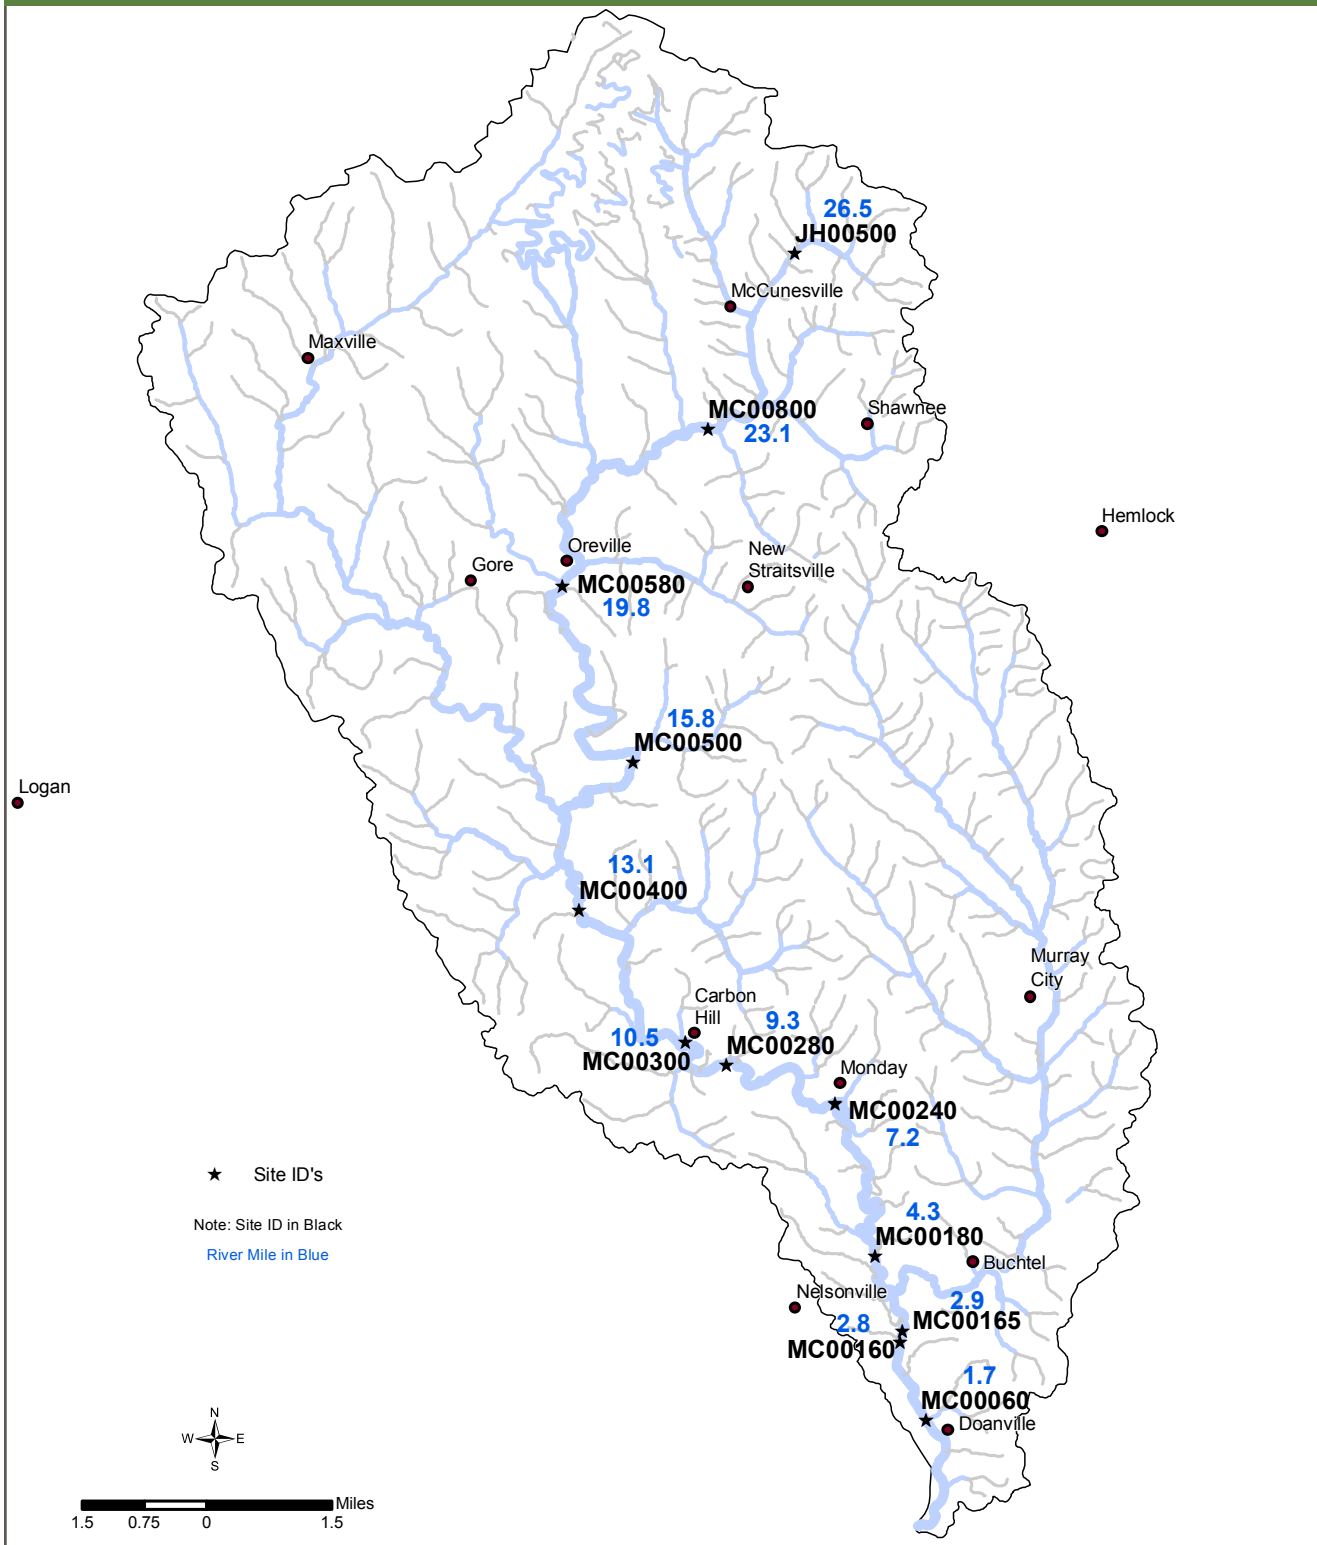 26.5
JH00500
McCunesville
Maxville
MC00800
23.1
Shawnee
Hemlock
Oreville
New
Straitsville
Gore
MC00580
19.8
15.8
MC00500
Logan
13.1
MC00400
Murray
City
Carbon
Hill
10.5
MC00300
9.3
MC00280
Monday
MC00240
7.2
Site ID's
Note: Site ID in Black
River Mile in Blue
4.3
MC00180
Buchtel
Nelsonville
2.9
MC00165
2.8
MC00160
1.7
MC00060
Doanville
N
W E
S
Miles
1.5 0.75 0 1.5